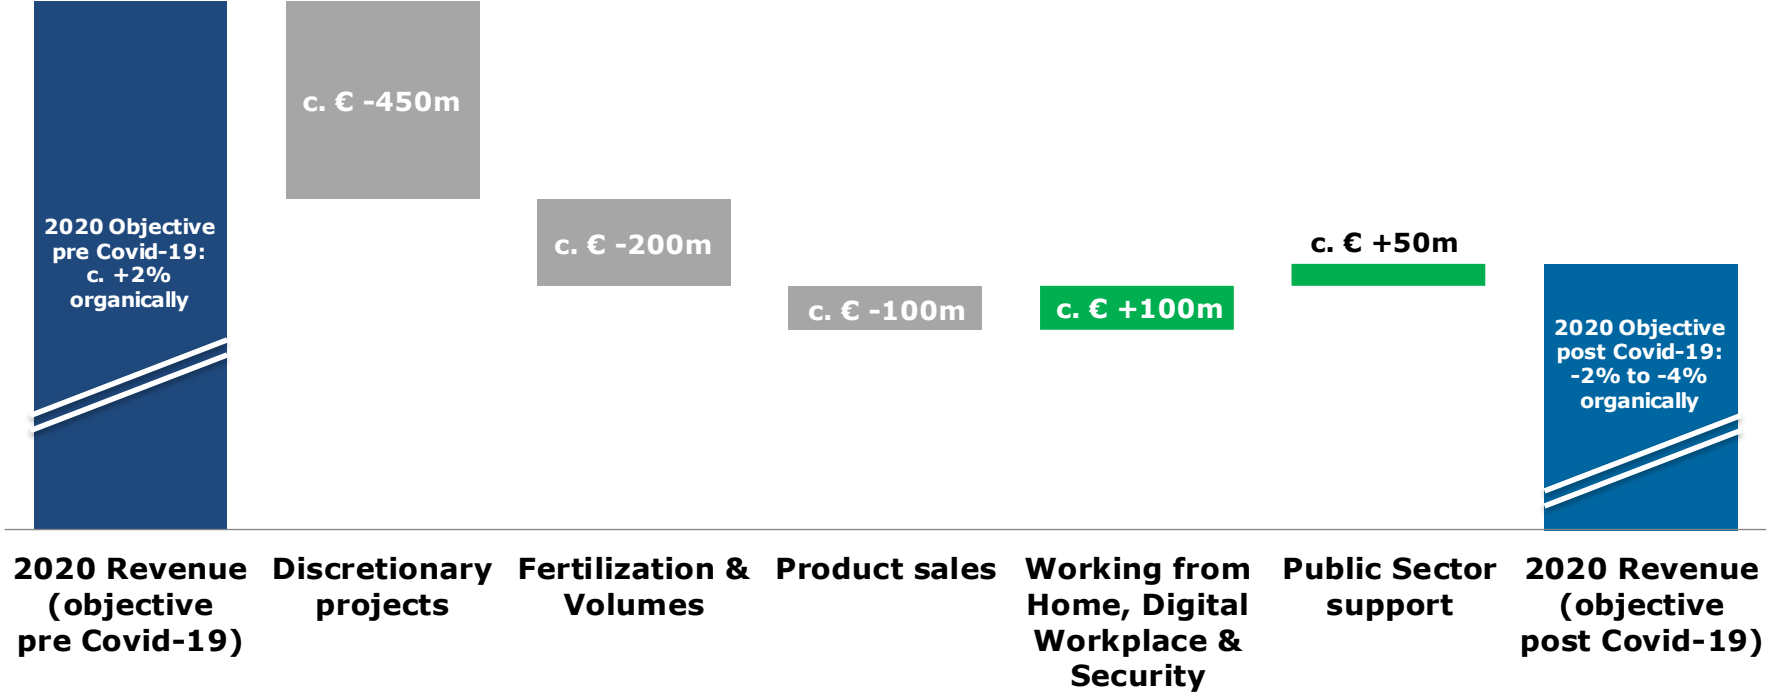 c. € -450m
2020 Objective
pre Covid-19:
c. +2%
organically
c. € -200m
c. € +50m
c. € -100m
c. € +100m
2020 Objective
post Covid-19:
-2% to -4%
organically
2020 Revenue
(objective
pre Covid-19)
Discretionary
projects
Fertilization &
Volumes
Product sales
Working from
Home, Digital
Workplace &
Security
Public Sector
support
2020 Revenue
(objective
post Covid-19)